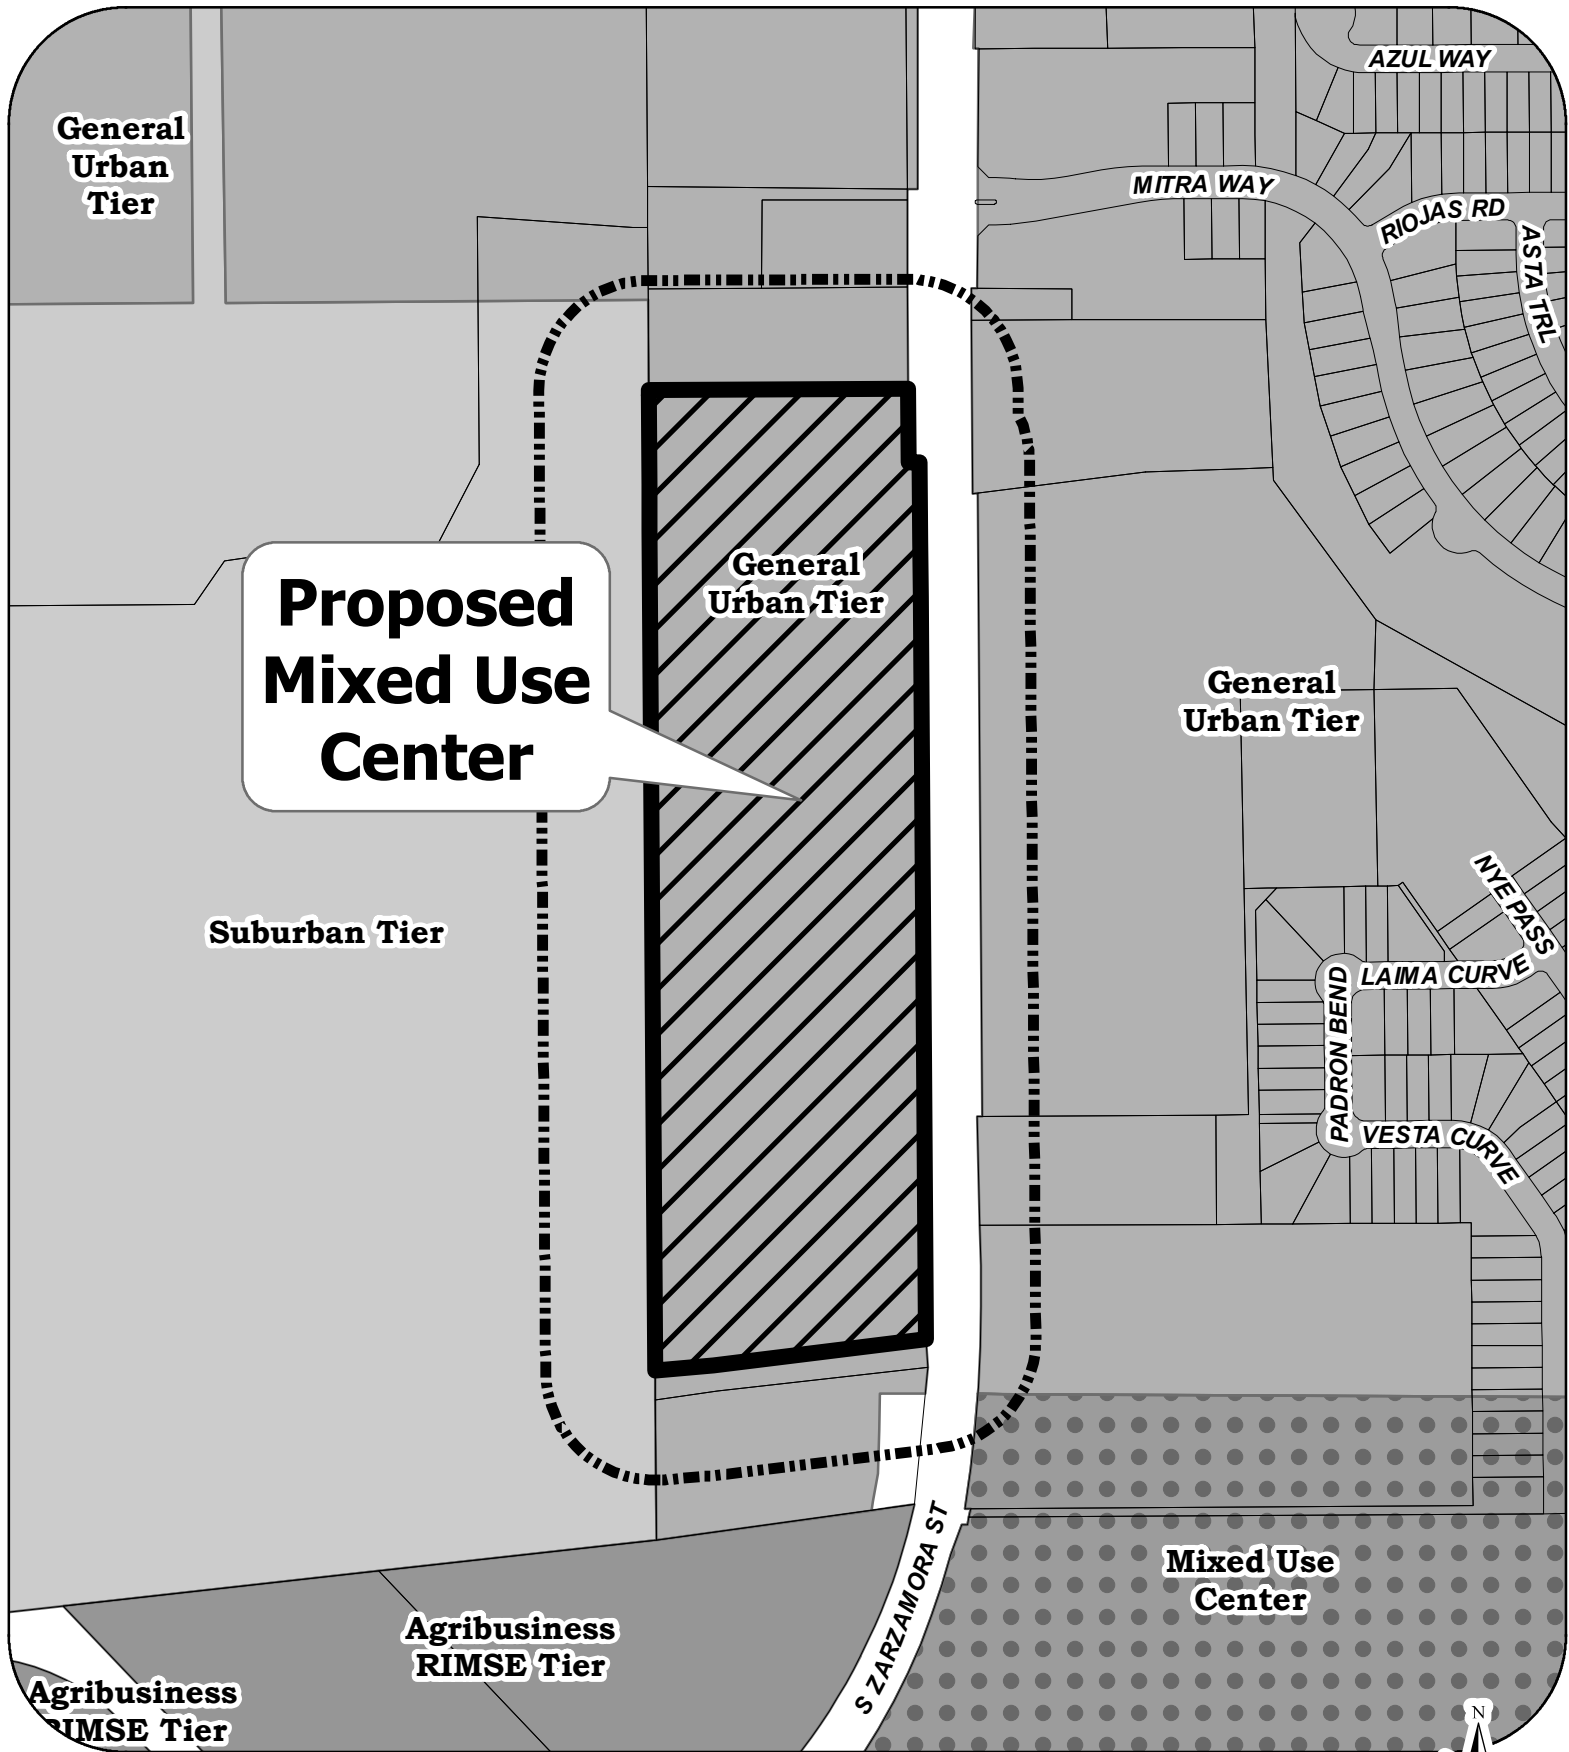 AZUL WAY
General
Urban
Tier
MITRA WAY
RIOJAS RD
ASTA TRL
General
Urban Tier
Proposed
Mixed Use
Center
General
Urban Tier
NYE PASS
Suburban Tier
LAIMA CURVE
PADRON BEND
VESTA CURVE
S ZARZAMORA ST
Mixed Use
Center
Agribusiness
RIMSE Tier
Agribusiness
RIMSE Tier
N